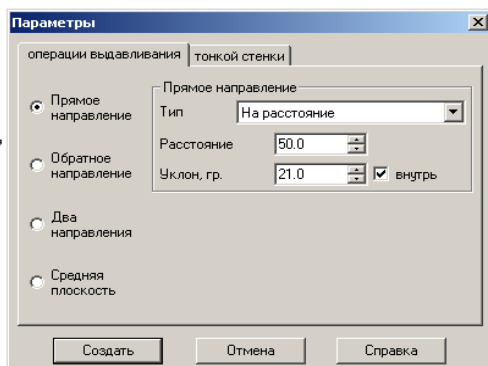 Параметры
операции выдавливания
тонкой стенки
Прямое направление
Прямое
направление
Тип
На расстояние
Расстояние
50.0
Обратное
направление
Уклон, гр.
21.0
внутрь
Два
направления
Средняя
плоскость
Создать
Отмена
Справка